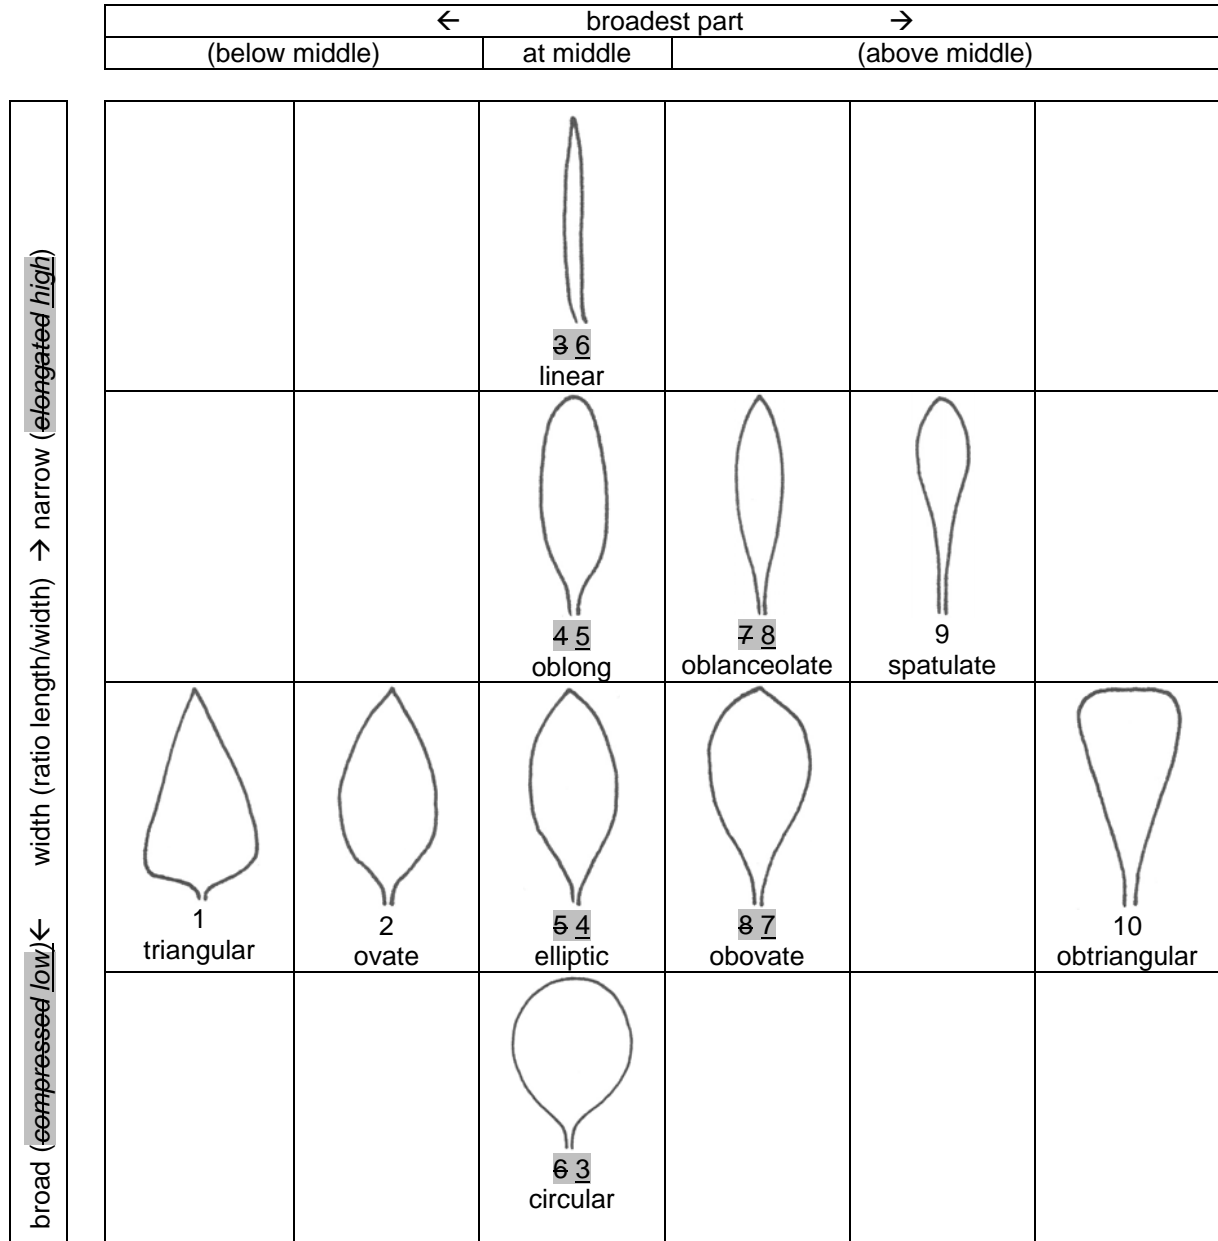 ← broadest part →
(below middle) at middle (above middle)
broad (compressed low)← width (ratio length/width) → narrow (elongated high)
3 6
linear
4 5
oblong
7 8
oblanceolate
9
spatulate
1
triangular
2
ovate
5 4
elliptic
8 7
obovate
10
obtriangular
6 3
circular